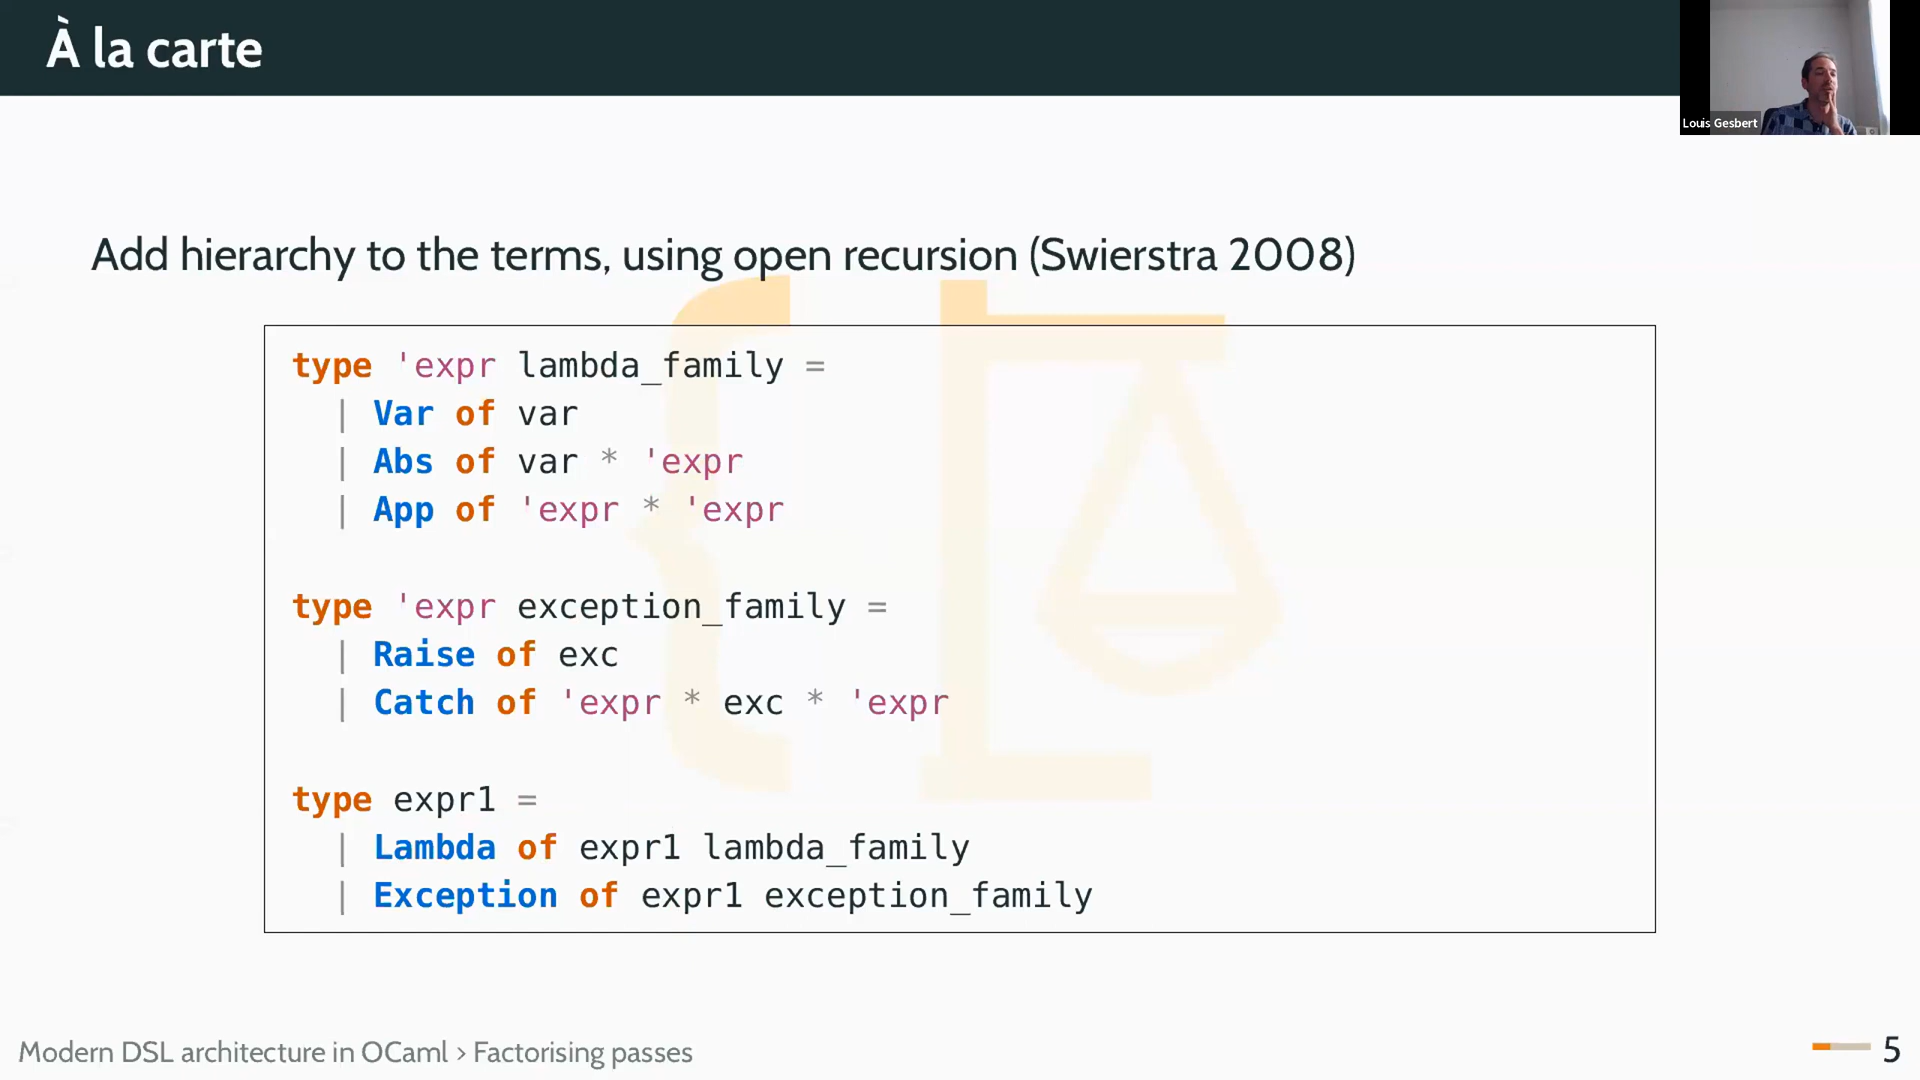 À la carte
Louis Gesbert
Add hierarchy to the terms, using open recursion (Swierstra 2008)
type 'expr lambda_family =
| Var of var
| Abs of var * 'expr
| App of 'expr * 'expr
type 'expr exception_family =
| Raise of exc
| Catch of 'expr * exc * 'expr
type expr1 =
| Lambda of expr1 lambda_family
| Exception of expr1 exception_family
Modern DSL architecture in OCaml › Factorising passes
5